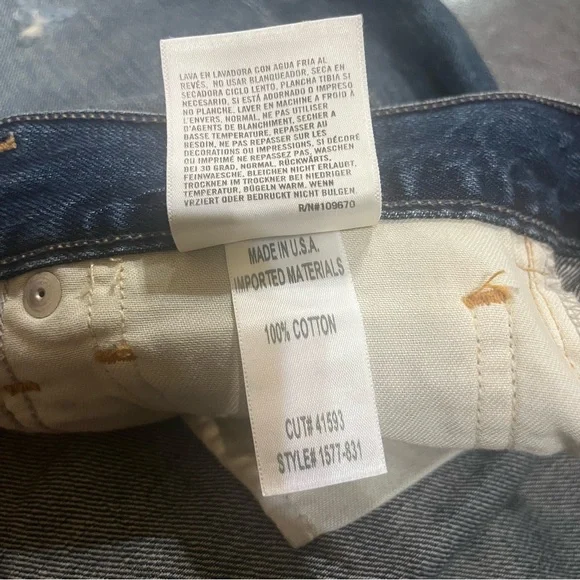 LAVA EN LAVADORA CON AGUA FRIA AL
REVÉS, NO USAR BLANQUEADOR, SECA EN
SECADORA CICLO LENTO, PLANCHA TIBIA SI
NECESARIO, SI ESTÁ ADORNADO O IMPRESO
NO PLANCHE. LAVER EN MACHINE A FROID À
L'ENVERS, NORMAL, NE PAS UTILISER
D'AGENTS DE BLANCHIMENT, SÉCHER A
BASSE TEMPERATURE, REPASSER AU
BESOIN, NE PAS REPASSER SUR LES
DECORATIONS OU IMPRESSIONS, SI DÉCORÉ
OU IMPRIMÉ NE PAS REPASSER, WASCHEN
BEI 30 GRAD, NORMAL, RÜCKWÄRTS,
FEINWAESCHE, BLEICHEN NICHT ERLAUBT,
TROCKNEN IM TROCKNER BEI NIEDRIGER
TEMPERATUR, BÜGELN WARM, WENN
VRZIERT ODER BEDRUCKT NICHT BULGEN
R/N#109670
MADE IN U.S.A.
IMPORTED MATERIALS
100% COTTON
CUT# 41593
STYLE# 1577-831